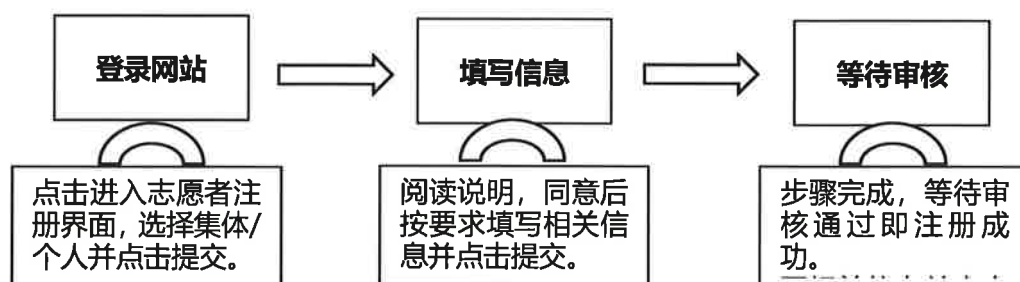 登录网站
填写信息
等待审核
点击进入志愿者注
册界面，选择集体/
个人并点击提交。
阅读说明，同意后
按要求填写相关信
息并点击提交。
步骤完成，等待审
核通过即注册成
功。